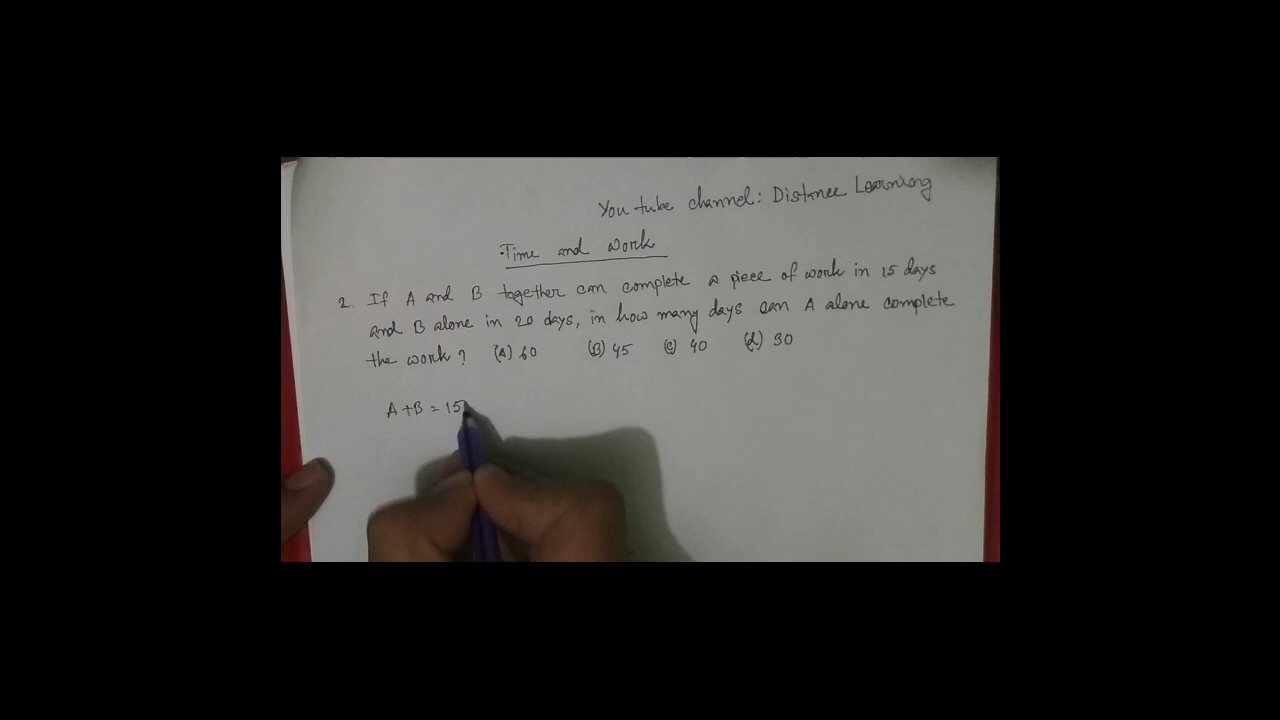 You tube channel: Distance Learning
Time and work
2. If A and B together can complete a piece of work in 15 days
and B alone in 20 days, in how many days can A alone complete
the work? (A) 60 (B) 45 (C) 40 (d) 30
A+B = 15